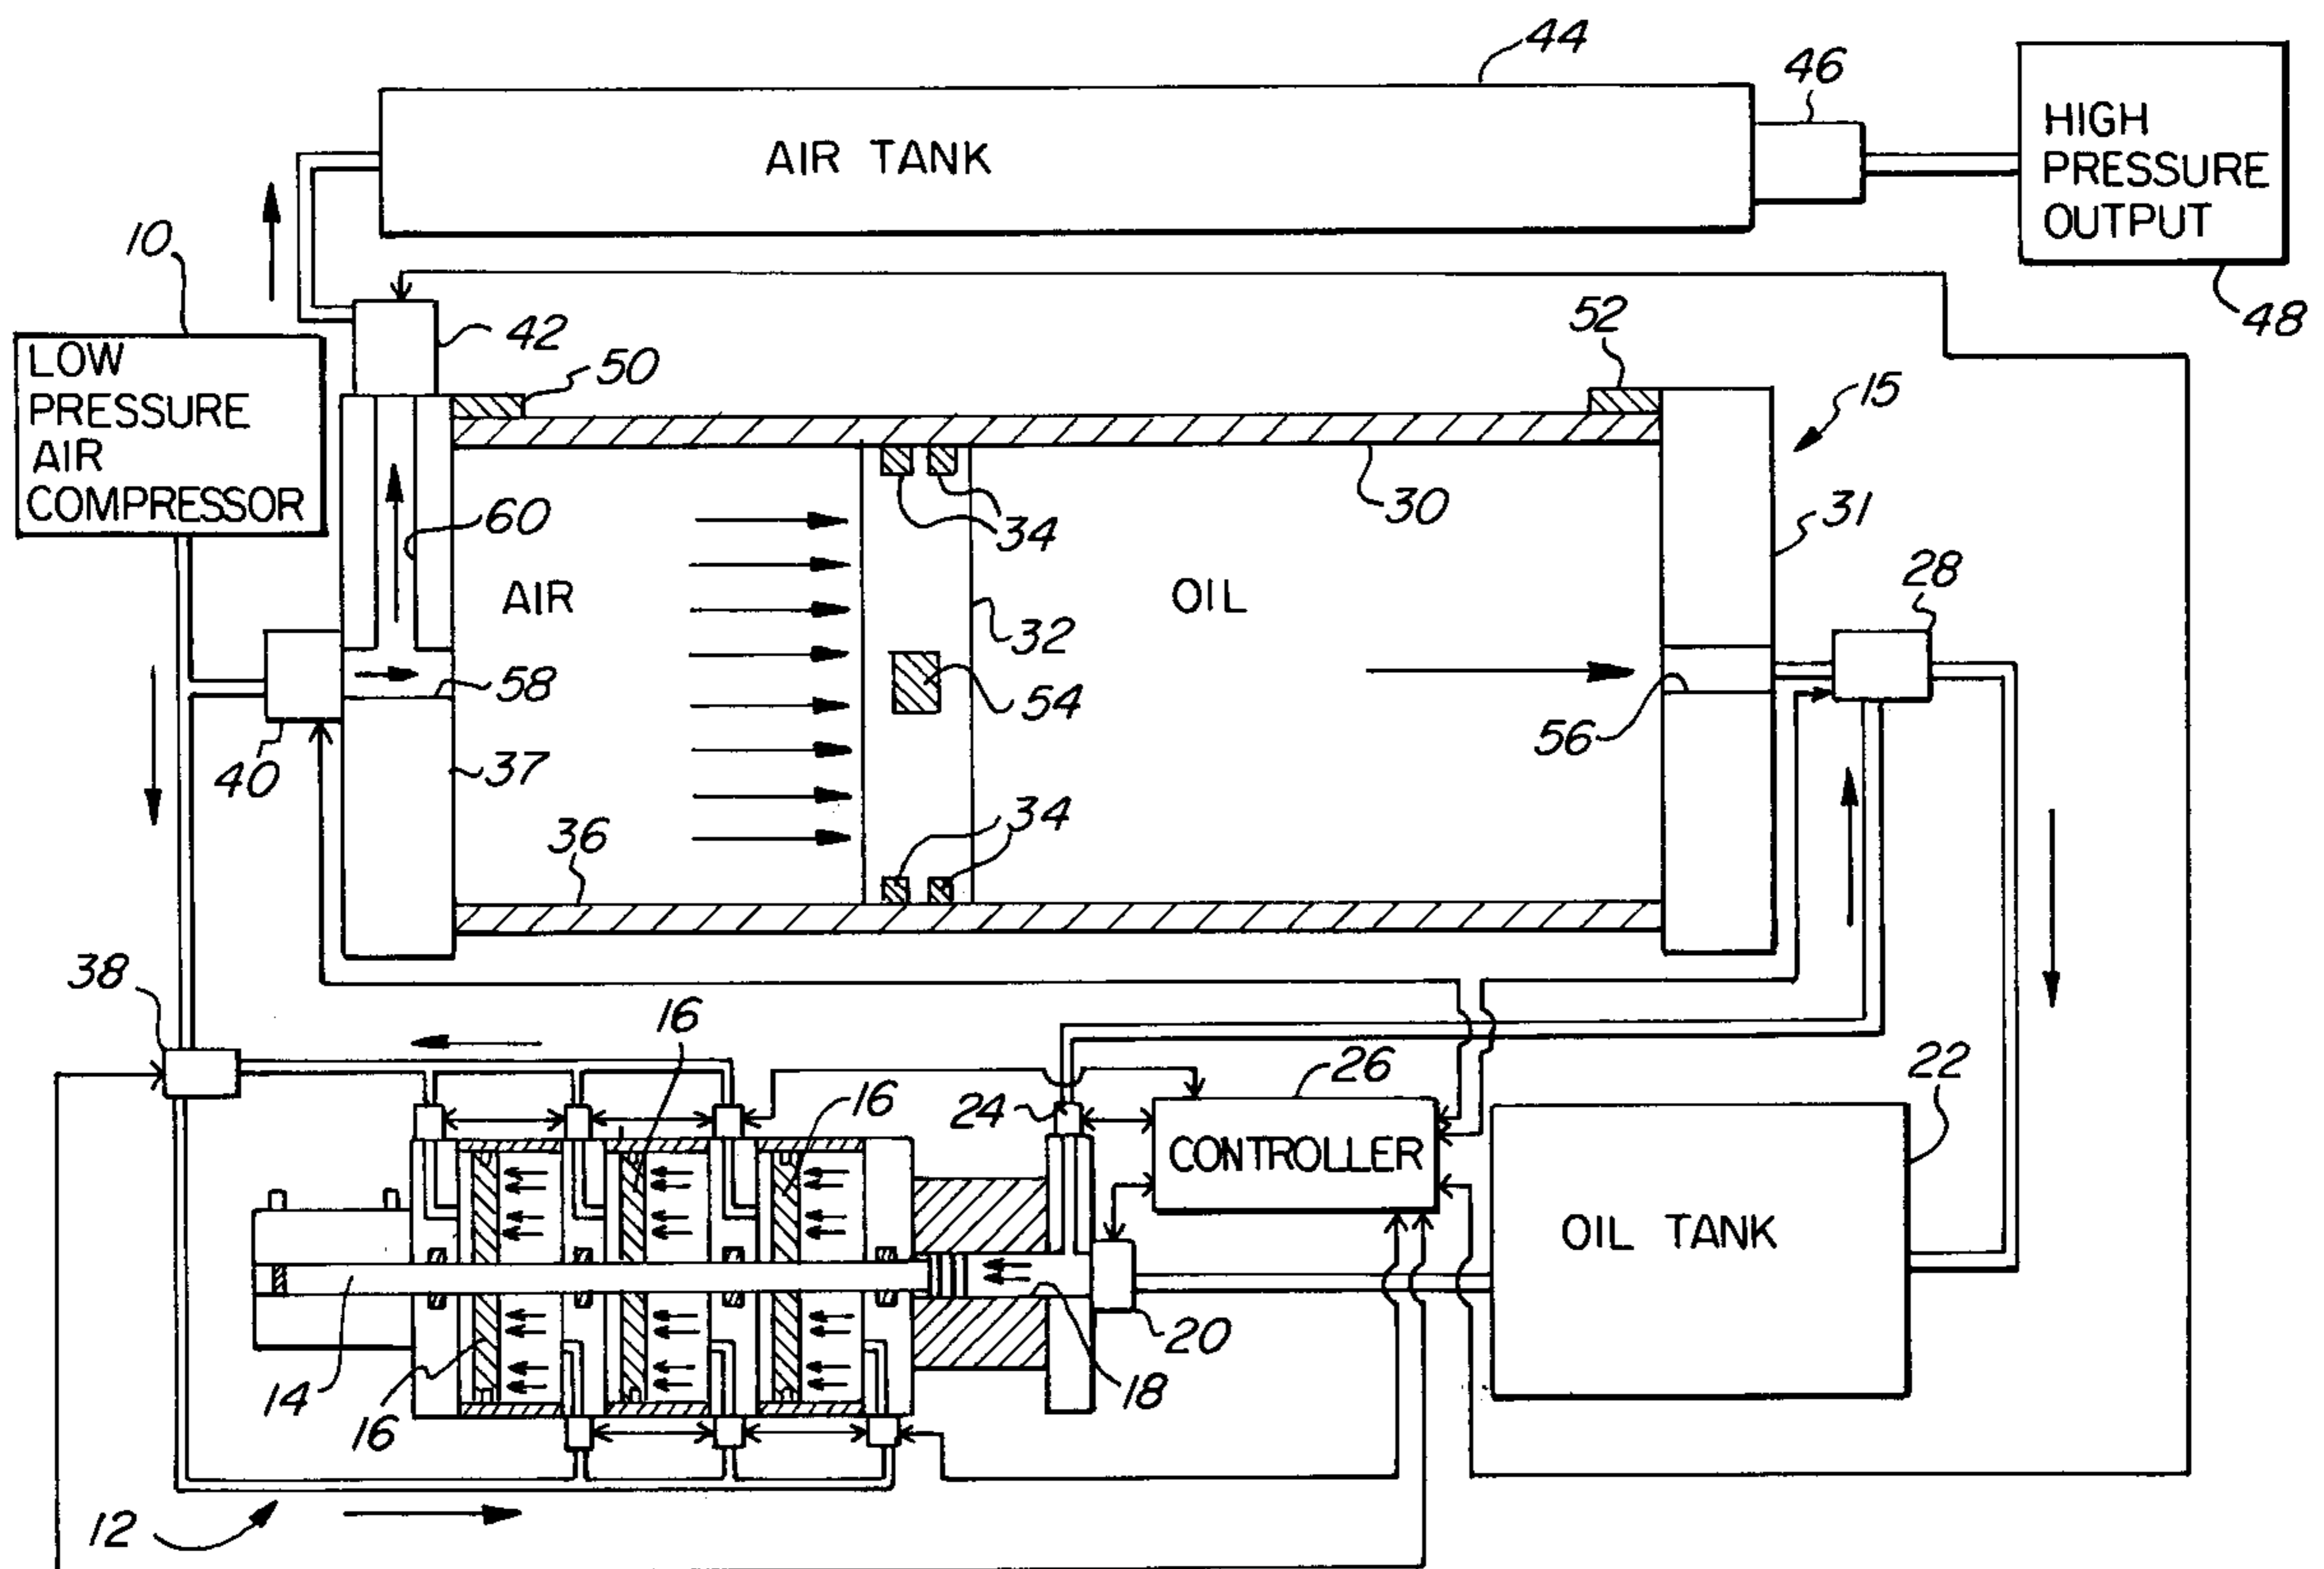 44
46
AIR TANK
HIGH
PRESSURE
OUTPUT
48
10
LOW
PRESSURE
AIR
COMPRESSOR
42
50
52
15
60
34
30
31
AIR
OIL
28
32
58
54
56
40
37
36
34
38
16
16
26
24
22
CONTROLLER
OIL TANK
20
18
14
16
12